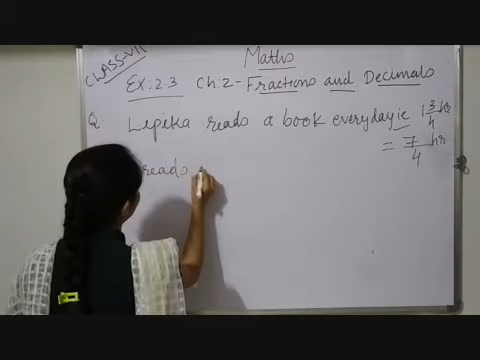 CLASS-VII
Maths
Ex: 2.3 Ch:2- Fractions and Decimals
Q: Lipika reads a book everyday ie 1 3/4 hr
= 7/4 hr
reads